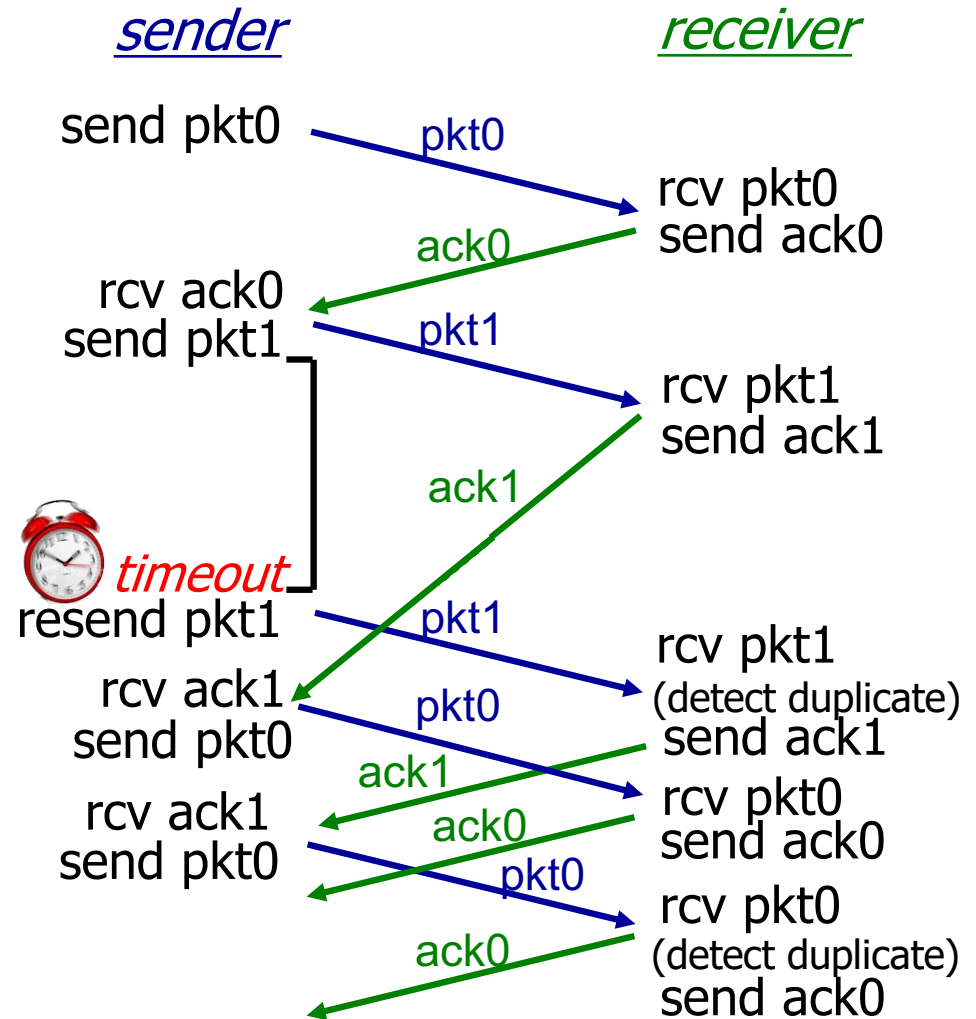 sender
receiver
send pkt0
pkt0
rcv pkt0
send ack0
ack0
rcv ack0
send pkt1
pkt1
rcv pkt1
send ack1
ack1
timeout
resend pkt1
pkt1
rcv pkt1
(detect duplicate)
send ack1
rcv ack1
send pkt0
pkt0
ack1
rcv pkt0
send ack0
rcv ack1
send pkt0
ack0
pkt0
rcv pkt0
(detect duplicate)
send ack0
ack0